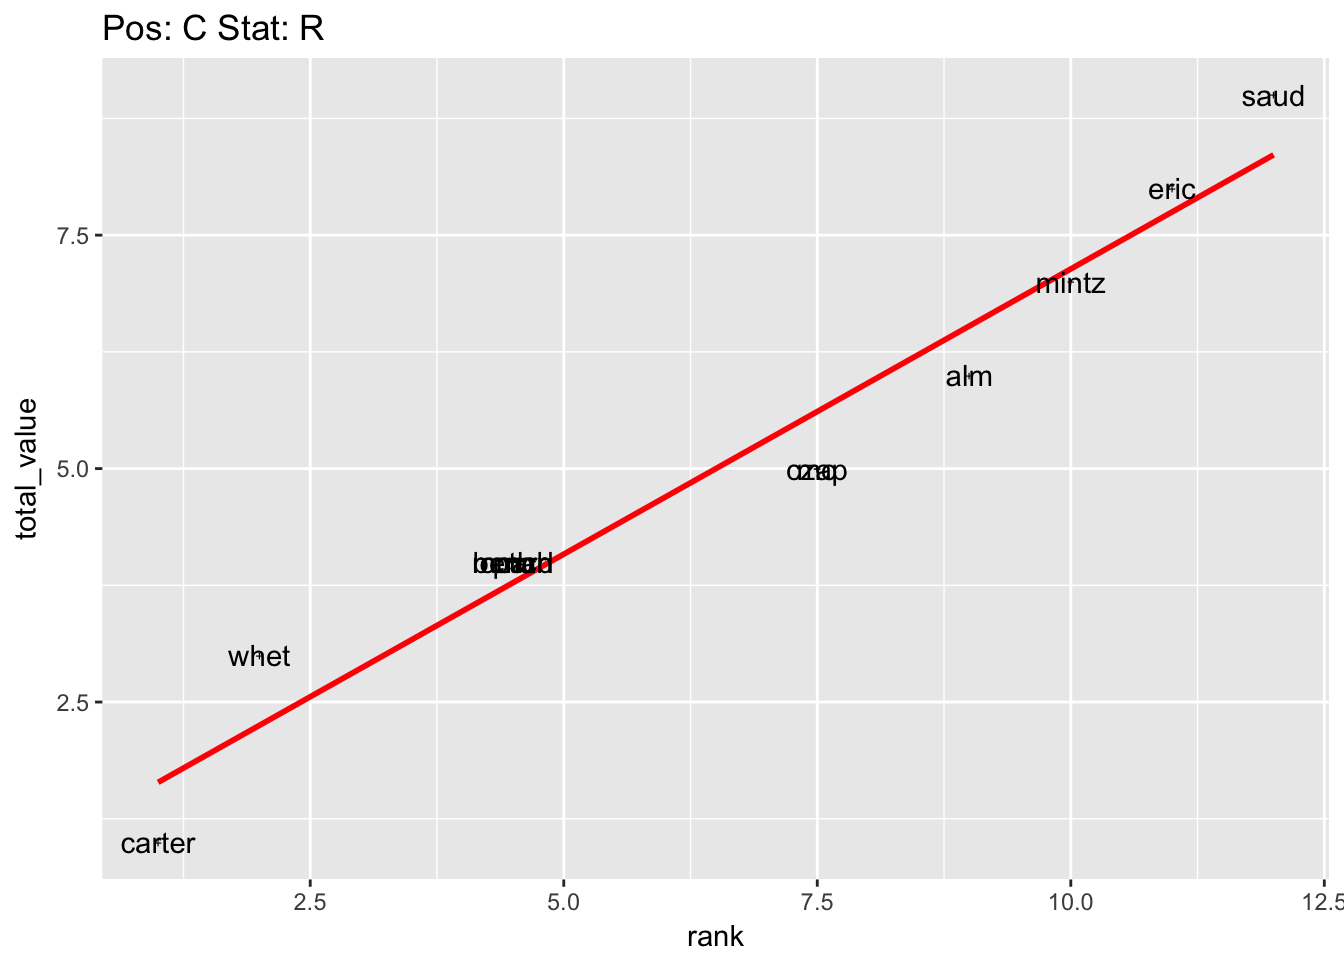 Pos: C Stat: R
saud
eric
7.5
mintz
alm
total_value
5.0
whet
2.5
carter
2.5 5.0 7.5 10.0 12.5
rank